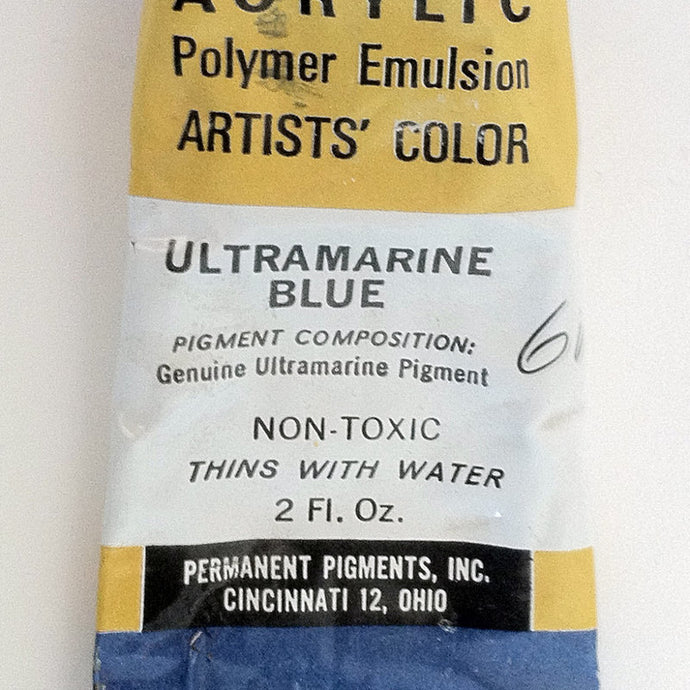 ACRYLIC
Polymer Emulsion
ARTISTS' COLOR
ULTRAMARINE
BLUE
PIGMENT COMPOSITION:
Genuine Ultramarine Pigment
NON-TOXIC
THINS WITH WATER
2 Fl. Oz.
PERMANENT PIGMENTS, INC.
CINCINNATI 12, OHIO